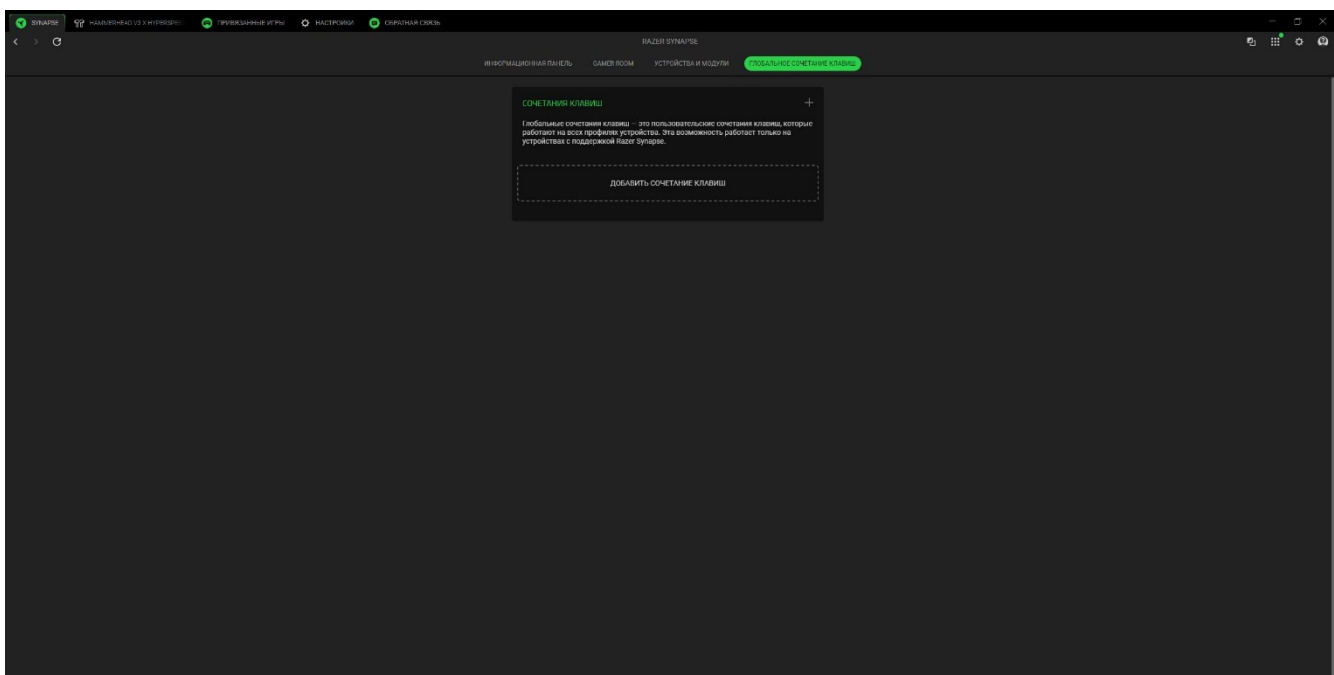 SYNAPSE
HAMMERHEAD V3 X HYPERSPE
ПРИВЯЗАННЫЕ ИГРЫ
НАСТРОЙКИ
ОБРАТНАЯ СВЯЗЬ
RAZER SYNAPSE
ИНФОРМАЦИОННАЯ ПАНЕЛЬ
GAMER ROOM
УСТРОЙСТВА И МОДУЛИ
ГЛОБАЛЬНОЕ СОЧЕТАНИЕ КЛАВИШ
СОЧЕТАНИЯ КЛАВИШ
Глобальные сочетания клавиш – это пользовательские сочетания клавиш, которые
работают на всех профилях устройства. Эта возможность работает только на
устройствах с поддержкой Razer Synapse.
ДОБАВИТЬ СОЧЕТАНИЕ КЛАВИШ